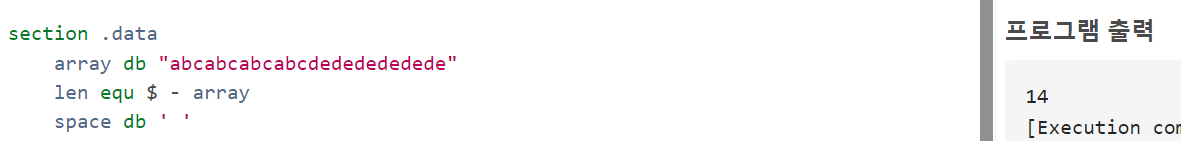 section .data
프로그램 출력
array db "abcabcabcabcdededededede"
len equ $ - array
14
space db ' '
[Execution com